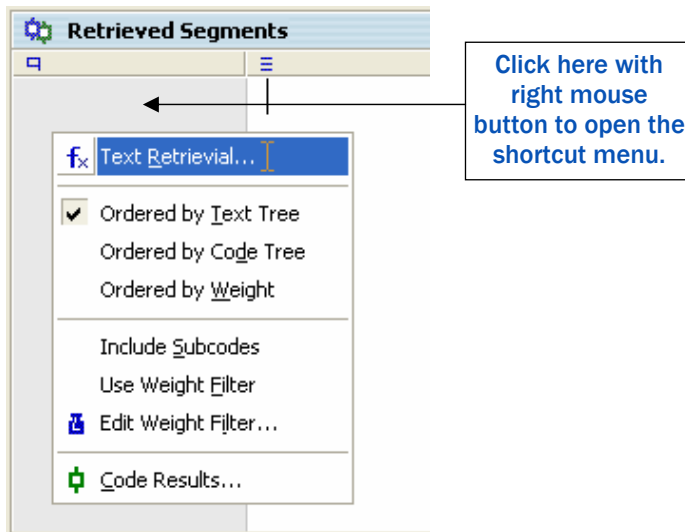 Retrieved Segments
Click here with
right mouse
button to open the
shortcut menu.
fx Text Retrievial...
Ordered by Text Tree
Ordered by Code Tree
Ordered by Weight
Include Subcodes
Use Weight Filter
Edit Weight Filter...
Code Results...